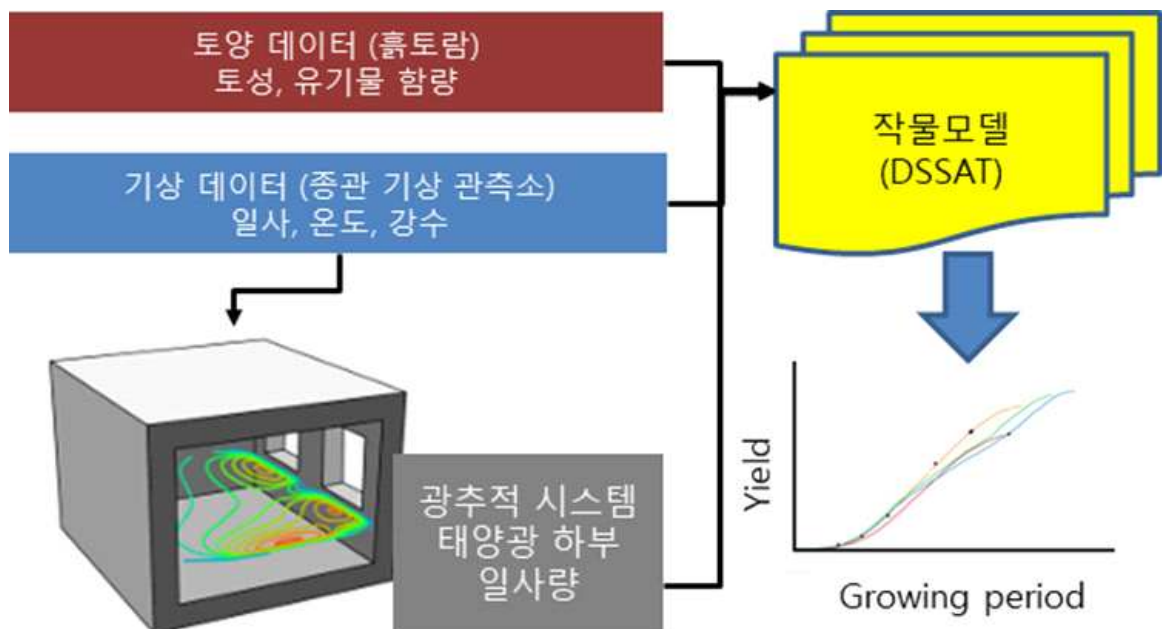 토양 데이터 (흙토람)
토성, 유기물 함량
기상 데이터 (종관 기상 관측소)
일사, 온도, 강수
작물모델
(DSSAT)
광추적 시스템
태양광 하부
일사량
Yield
Growing period